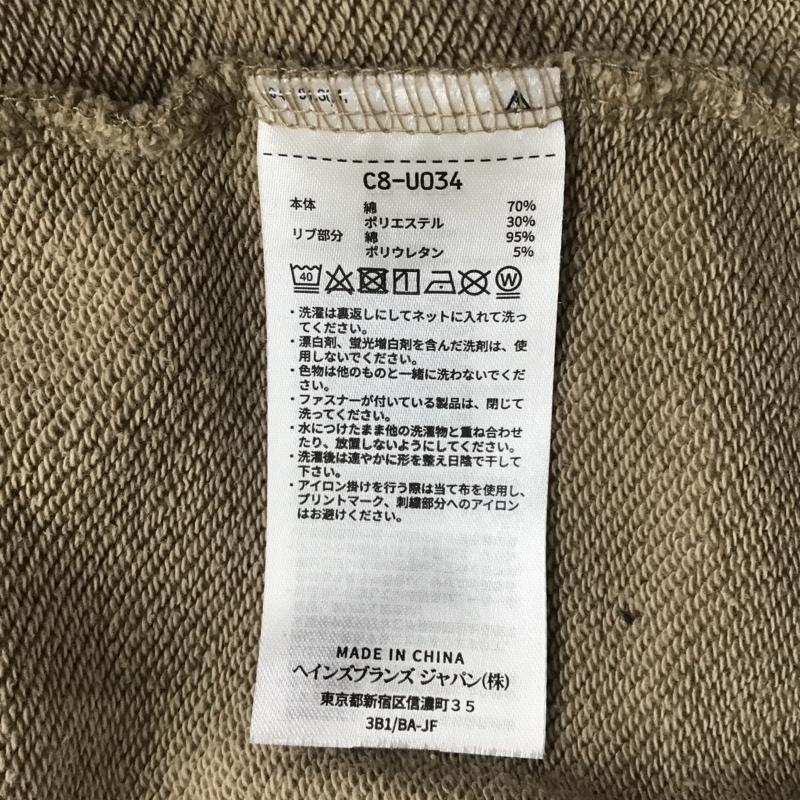 C8-U034
本体 綿 70%
ポリエステル 30%
リブ部分 綿 95%
ポリウレタン 5%
40 W
・洗濯は裏返しにしてネットに入れて洗っ
てください。
・漂白剤、蛍光増白剤を含んだ洗剤は、使
用しないでください。
・色物は他のものと一緒に洗わないでくだ
さい。
・ファスナーが付いている製品は、閉じて
洗ってください。
・水につけたまま他の洗濯物と重ね合わせ
たり、放置しないようにしてください。
・洗濯後は速やかに形を整え日陰で干して
下さい。
・アイロン掛けを行う際は当て布を使用し、
プリントマーク、刺繍部分へのアイロン
はお避けください。
MADE IN CHINA
ヘインズブランズ ジャパン(株)
東京都新宿区信濃町35
3B1/BA-JF